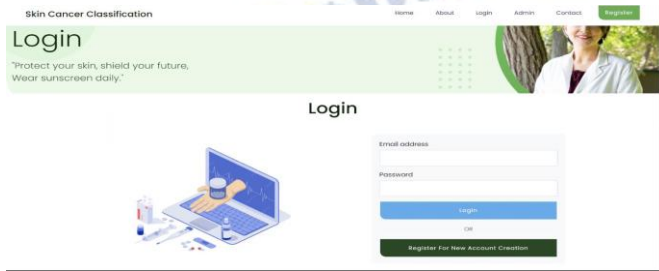 Skin Cancer Classification
Home About Login Admin Contact Register
Login
"Protect your skin, shield your future,
Wear sunscreen daily."
Login
Email address
Password
Login
OR
Register For New Account Creation